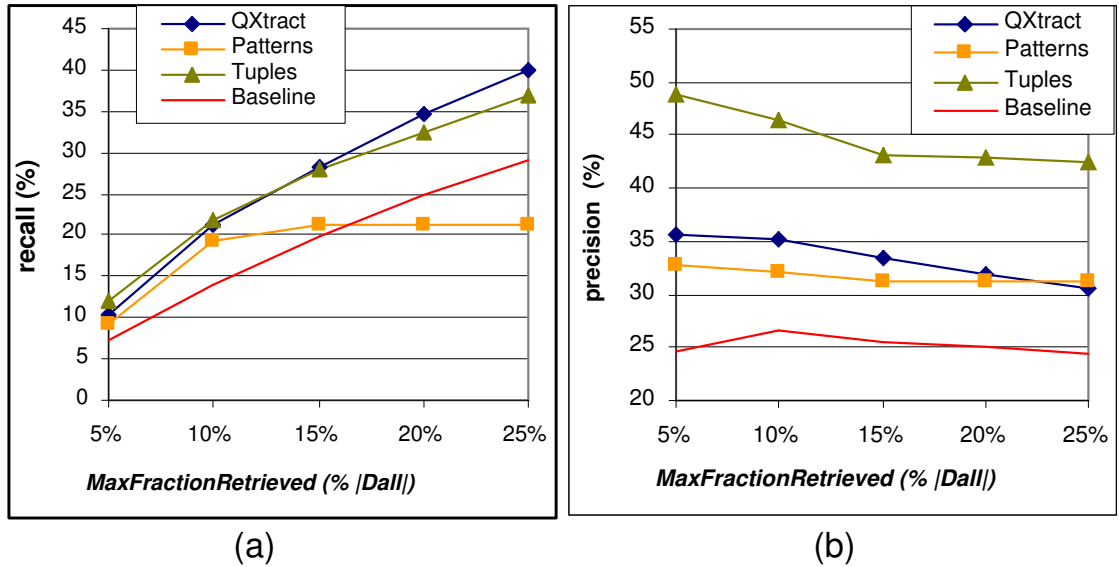 QXtract
Patterns
Tuples
Baseline
45
40
35
30
25
20
15
10
5
0
recall (%)
5% 10% 15% 20% 25%
MaxFractionRetrieved (% |Dall|)
(a)
QXtract
Patterns
Tuples
Baseline
55
50
45
40
35
30
25
20
precision (%)
5% 10% 15% 20% 25%
MaxFractionRetrieved (% |Dall|)
(b)